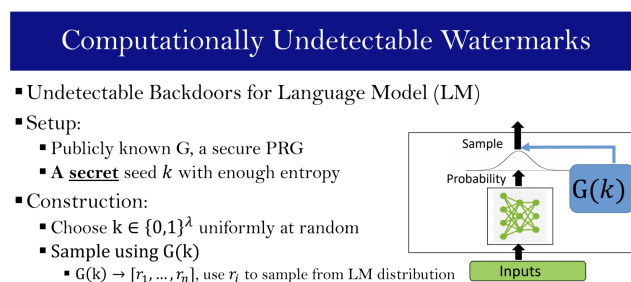 Computationally Undetectable Watermarks
▪ Undetectable Backdoors for Language Model (LM)
▪ Setup:
▪ Publicly known G, a secure PRG
▪ A secret seed k with enough entropy
▪ Construction:
▪ Choose k ∈ {0,1}^λ uniformly at random
▪ Sample using G(k)
▪ G(k) → [r₁, …, rₙ], use rᵢ to sample from LM distribution
Sample
Probability
G(k)
Inputs